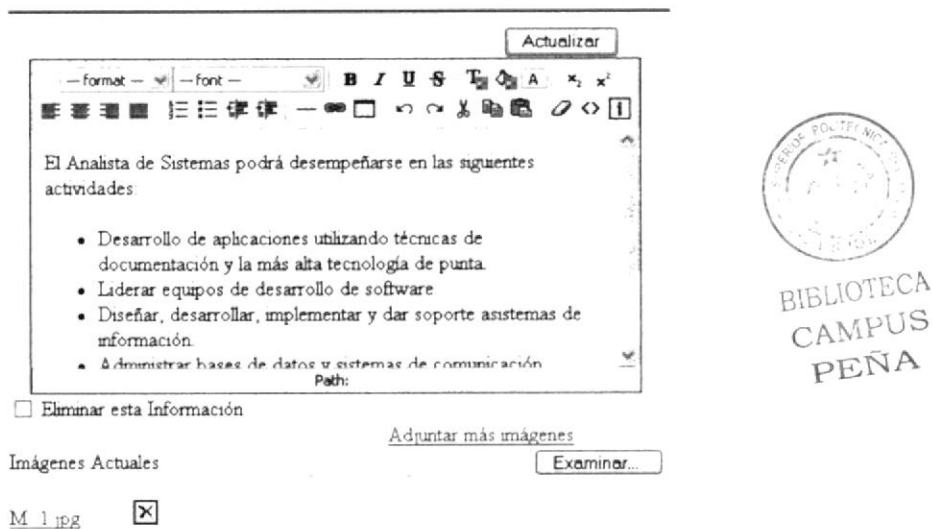 Actualizar
— format — — font — B I U S T A x₂ x²
El Analista de Sistemas podrá desempeñarse en las siguientes
actividades:
• Desarrollo de aplicaciones utilizando técnicas de
documentación y la más alta tecnología de punta.
• Liderar equipos de desarrollo de software
• Diseñar, desarrollar, implementar y dar soporte asistemas de
información.
• Administrar bases de datos y sistemas de comunicación
Path:
Eliminar esta Información
Adjuntar más imágenes
Imágenes Actuales Examinar...
M_1.jpg
POLITECNICA
BIBLIOTECA
CAMPUS
PEÑA